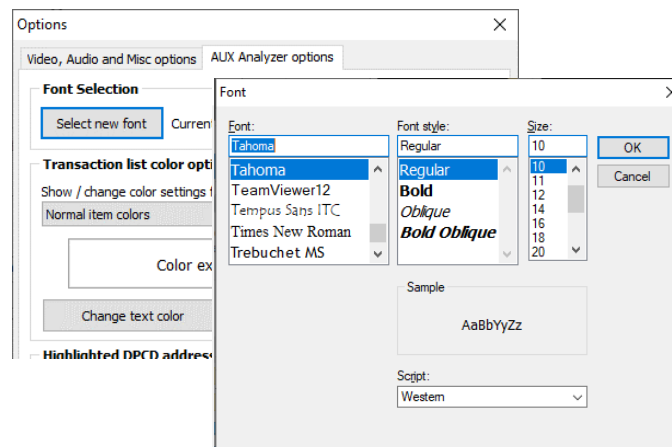 Options
Video, Audio and Misc options
AUX Analyzer options
Font Selection
Select new font
Transaction list color opti
Show / change color settings
Normal item colors
Color ex
Change text color
Font
Font:
Font style:
Size:
Tahoma
Regular
10
OK
Cancel
Tahoma
TeamViewer12
Tempus Sans ITC
Times New Roman
Trebuchet MS
Regular
Bold
Oblique
Bold Oblique
10
11
12
14
16
18
20
Sample
AaBbYyZz
Script:
Western
Highlighted DPCD addres